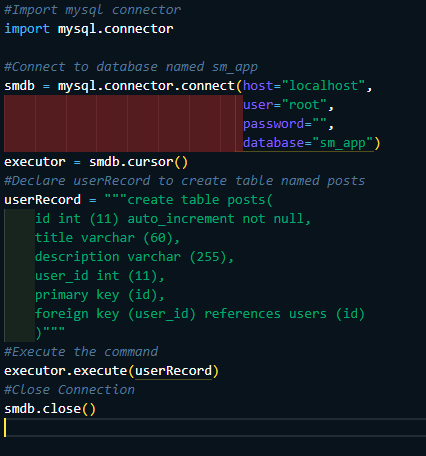 #Import mysql connector
import mysql.connector

#Connect to database named sm_app
smdb = mysql.connector.connect(host="localhost",
                               user="root",
                               password="",
                               database="sm_app")
executor = smdb.cursor()
#Declare userRecord to create table named posts
userRecord = """create table posts(
    id int (11) auto_increment not null,
    title varchar (60),
    description varchar (255),
    user_id int (11),
    primary key (id),
    foreign key (user_id) references users (id)
    )"""
#Execute the command
executor.execute(userRecord)
#Close Connection
smdb.close()